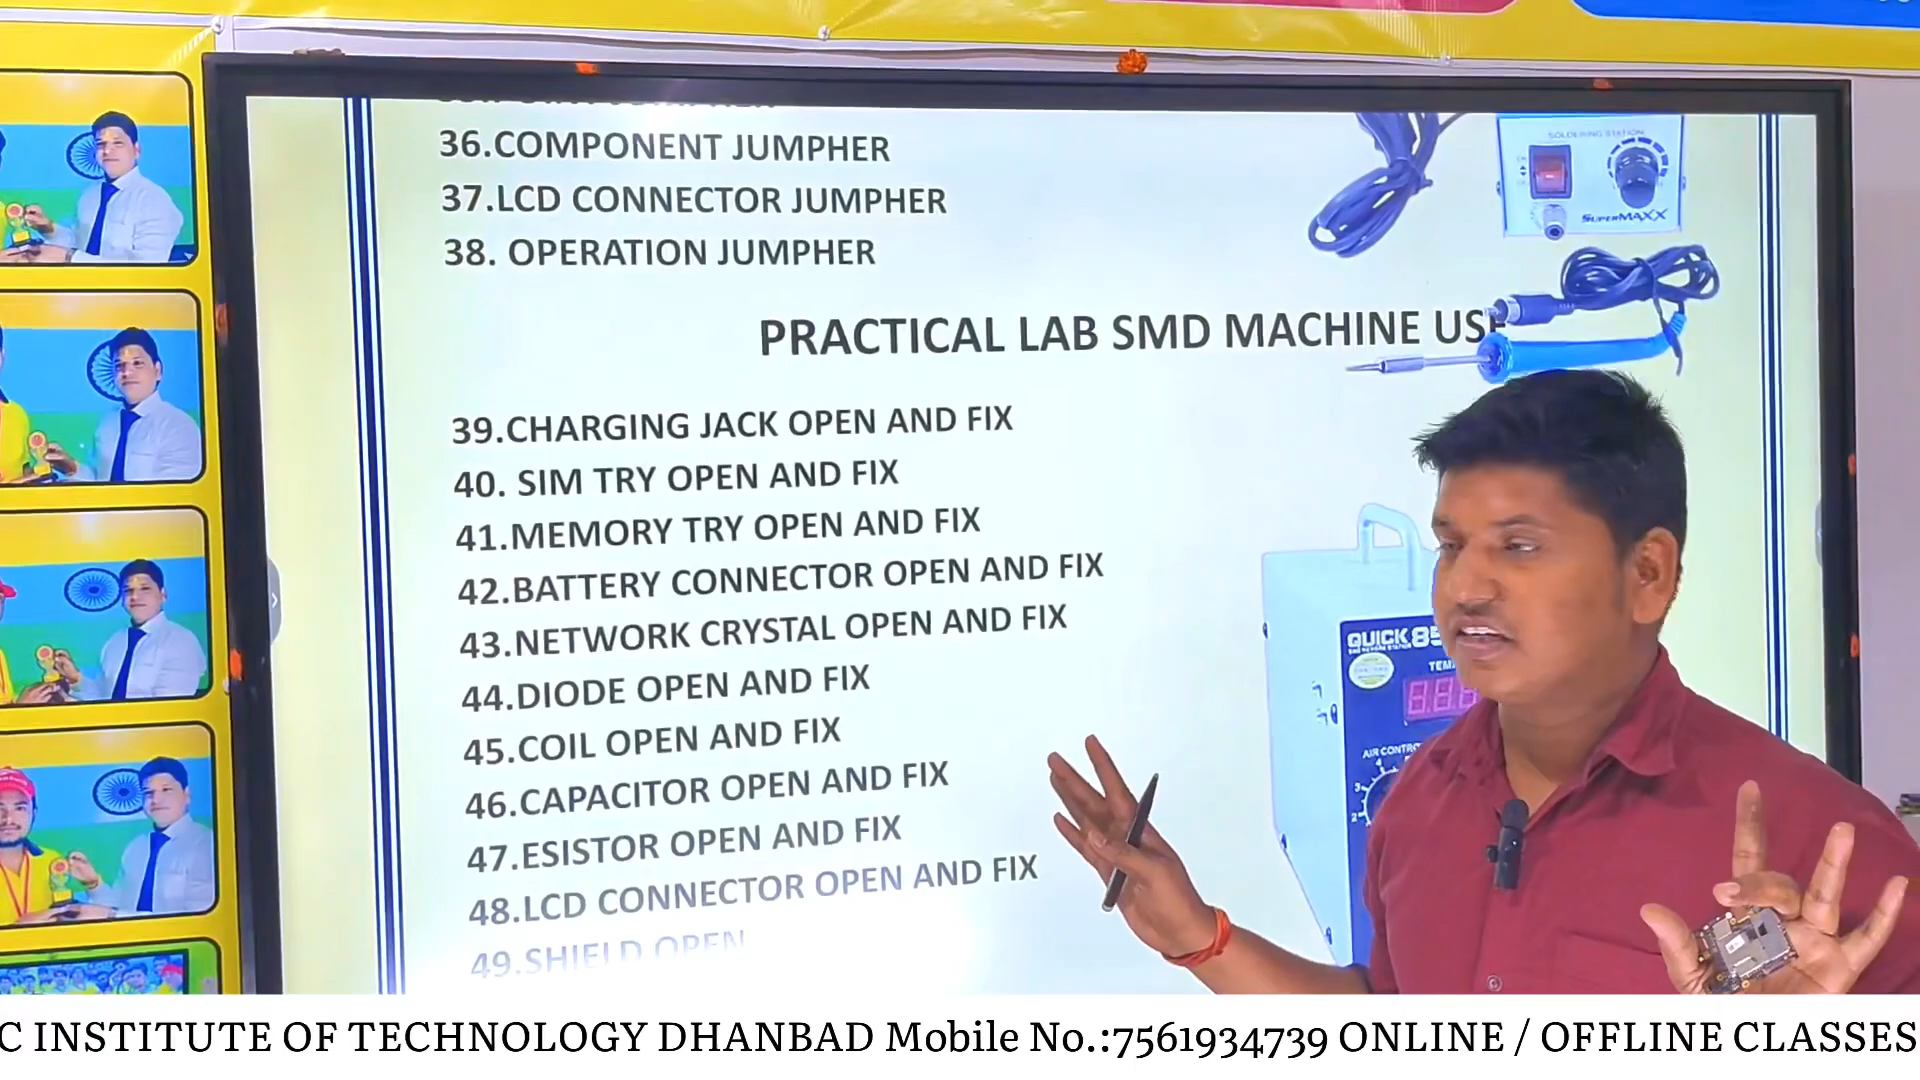 36.COMPONENT JUMPHER
37.LCD CONNECTOR JUMPHER
38. OPERATION JUMPHER
SOLDERING STATION
SUPERMAXX
PRACTICAL LAB SMD MACHINE USE
39.CHARGING JACK OPEN AND FIX
40. SIM TRY OPEN AND FIX
41.MEMORY TRY OPEN AND FIX
42.BATTERY CONNECTOR OPEN AND FIX
43.NETWORK CRYSTAL OPEN AND FIX
44.DIODE OPEN AND FIX
45.COIL OPEN AND FIX
46.CAPACITOR OPEN AND FIX
47.ESISTOR OPEN AND FIX
48.LCD CONNECTOR OPEN AND FIX
49.SHIELD OPEN
QUICK 85
AIR CONTRO
C INSTITUTE OF TECHNOLOGY DHANBAD Mobile No.:7561934739 ONLINE / OFFLINE CLASSES